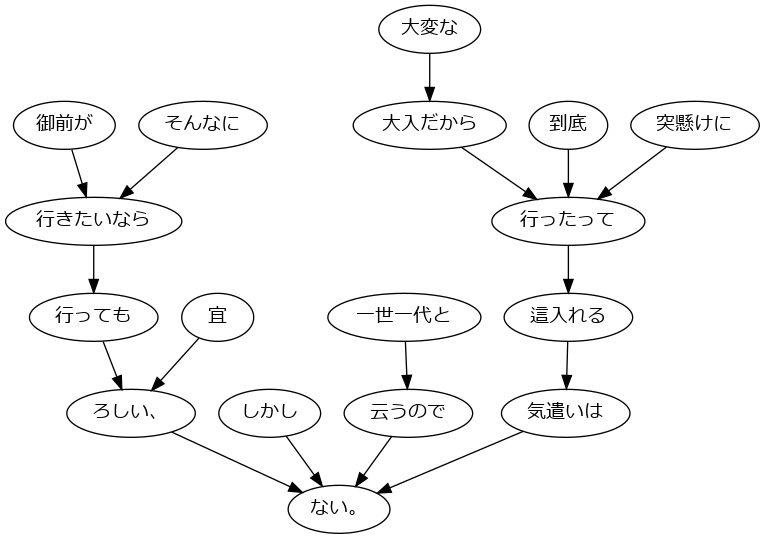 大変な
御前が
そんなに
大入だから
到底
突懸けに
行きたいなら
行ったって
行っても
宜
一世一代と
這入れる
ろしい、
しかし
云うので
気遣いは
ない。